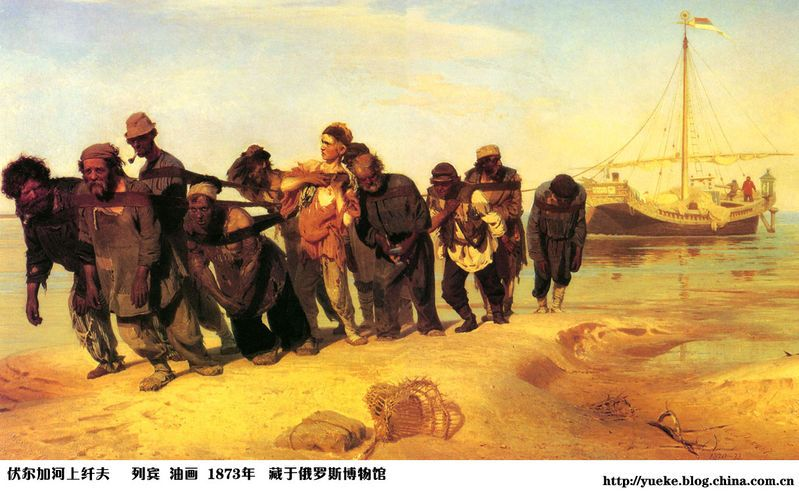 伏尔加河上纤夫 列宾 油画 1873年 藏于俄罗斯博物馆
http://yueke.blog.china.com.cn